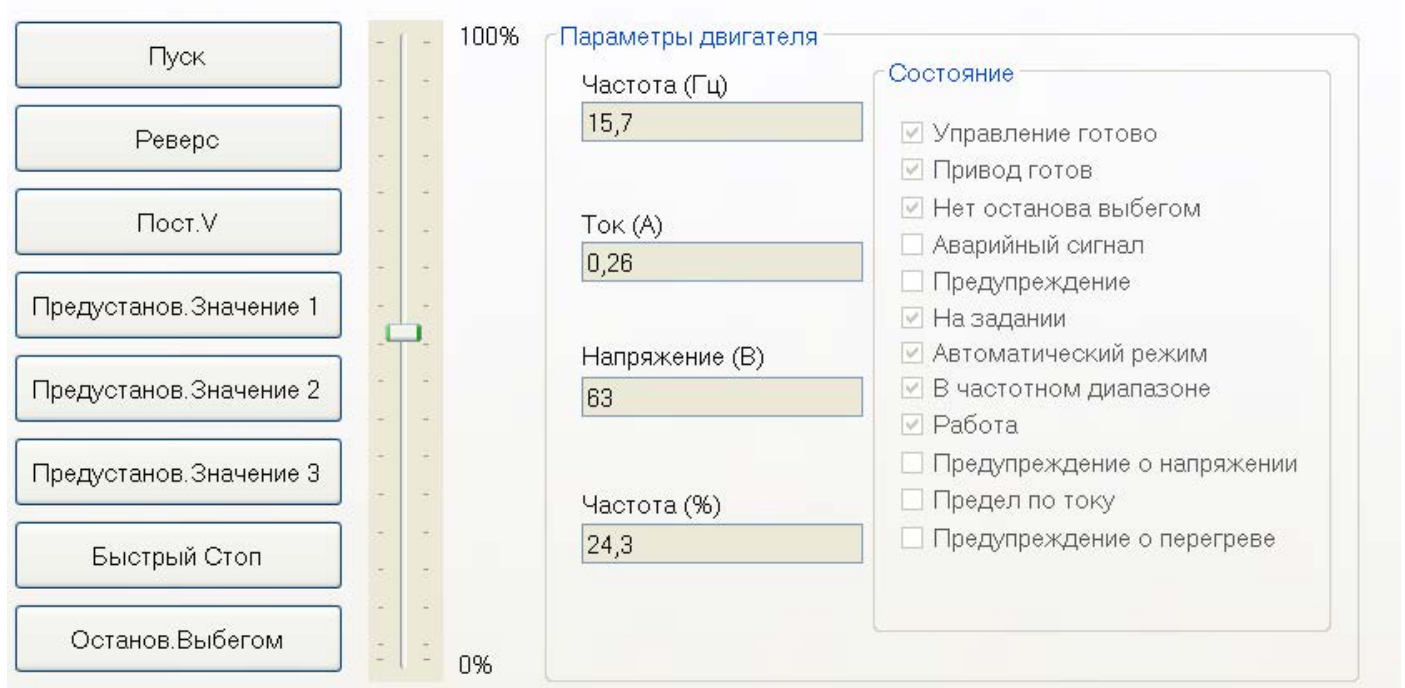 Пуск
Реверс
Пост.V
Предустанов.Значение 1
Предустанов.Значение 2
Предустанов.Значение 3
Быстрый Стоп
Останов.Выбегом
100%
0%
Параметры двигателя
Частота (Гц)
15,7
Ток (А)
0,26
Напряжение (В)
63
Частота (%)
24,3
Состояние
Управление готово
Привод готов
Нет останова выбегом
Аварийный сигнал
Предупреждение
На задании
Автоматический режим
В частотном диапазоне
Работа
Предупреждение о напряжении
Предел по току
Предупреждение о перегреве